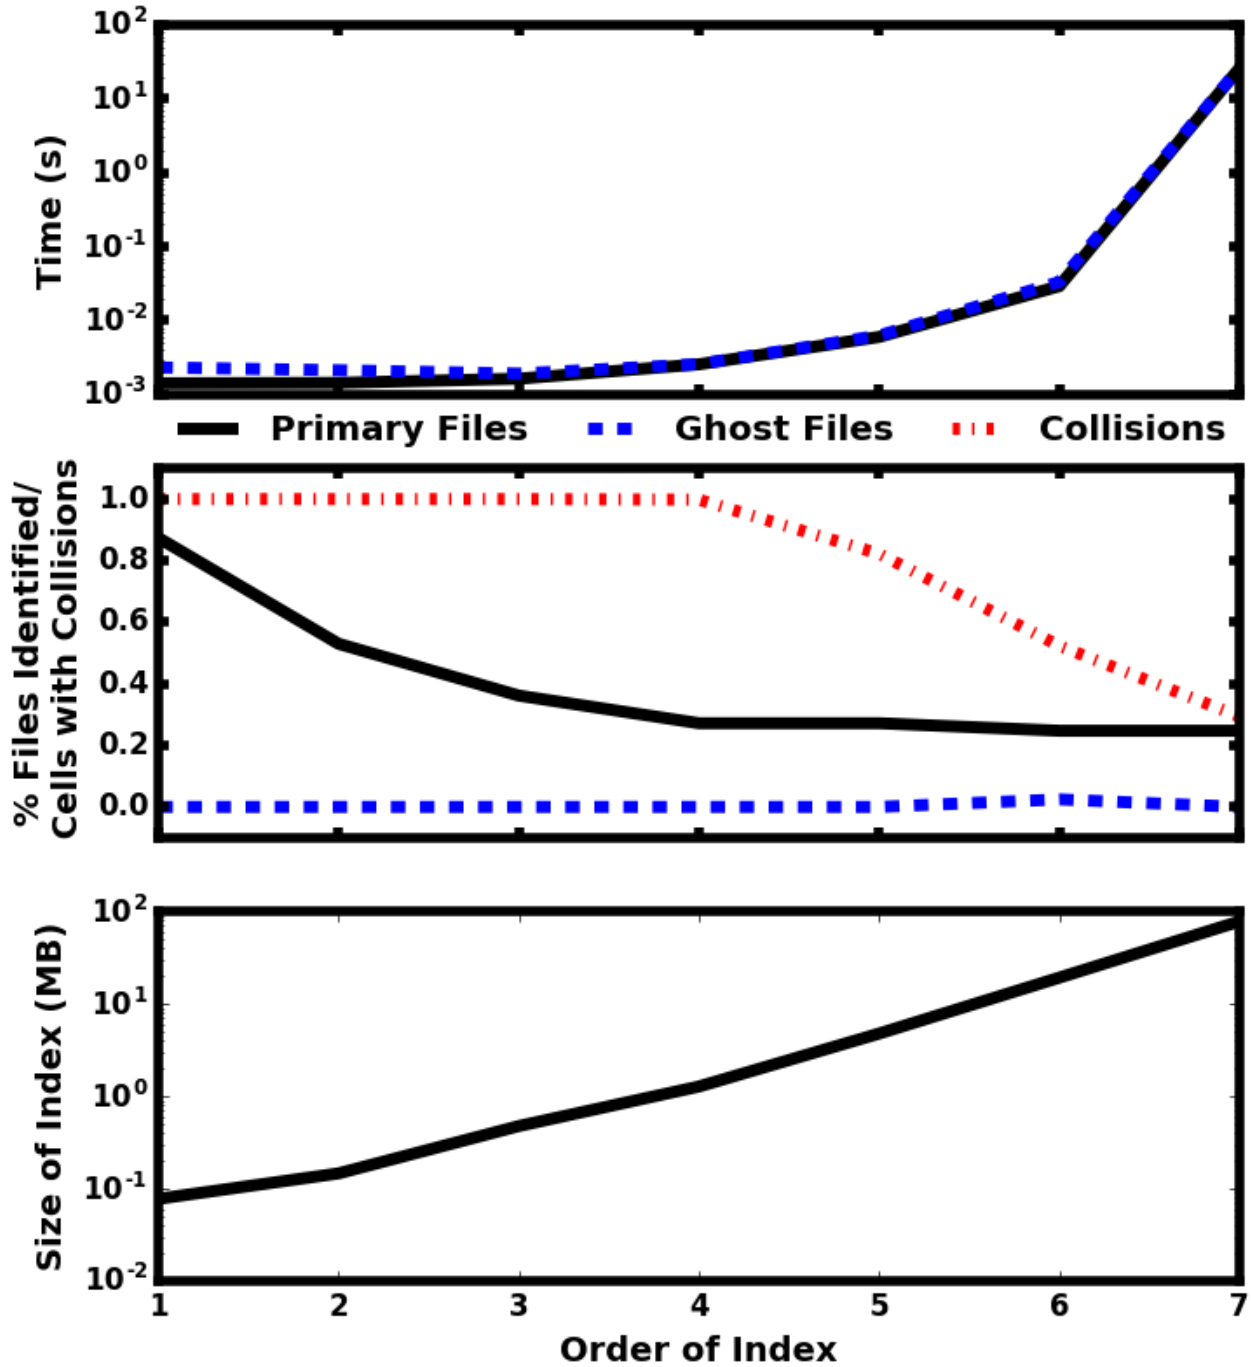 10²
10¹
10⁰
10⁻¹
10⁻²
10⁻³
Time (s)
Primary Files
Ghost Files
Collisions
1.0
0.8
0.6
0.4
0.2
0.0
% Files Identified/
Cells with Collisions
10²
10¹
10⁰
10⁻¹
10⁻²
Size of Index (MB)
1 2 3 4 5 6 7
Order of Index